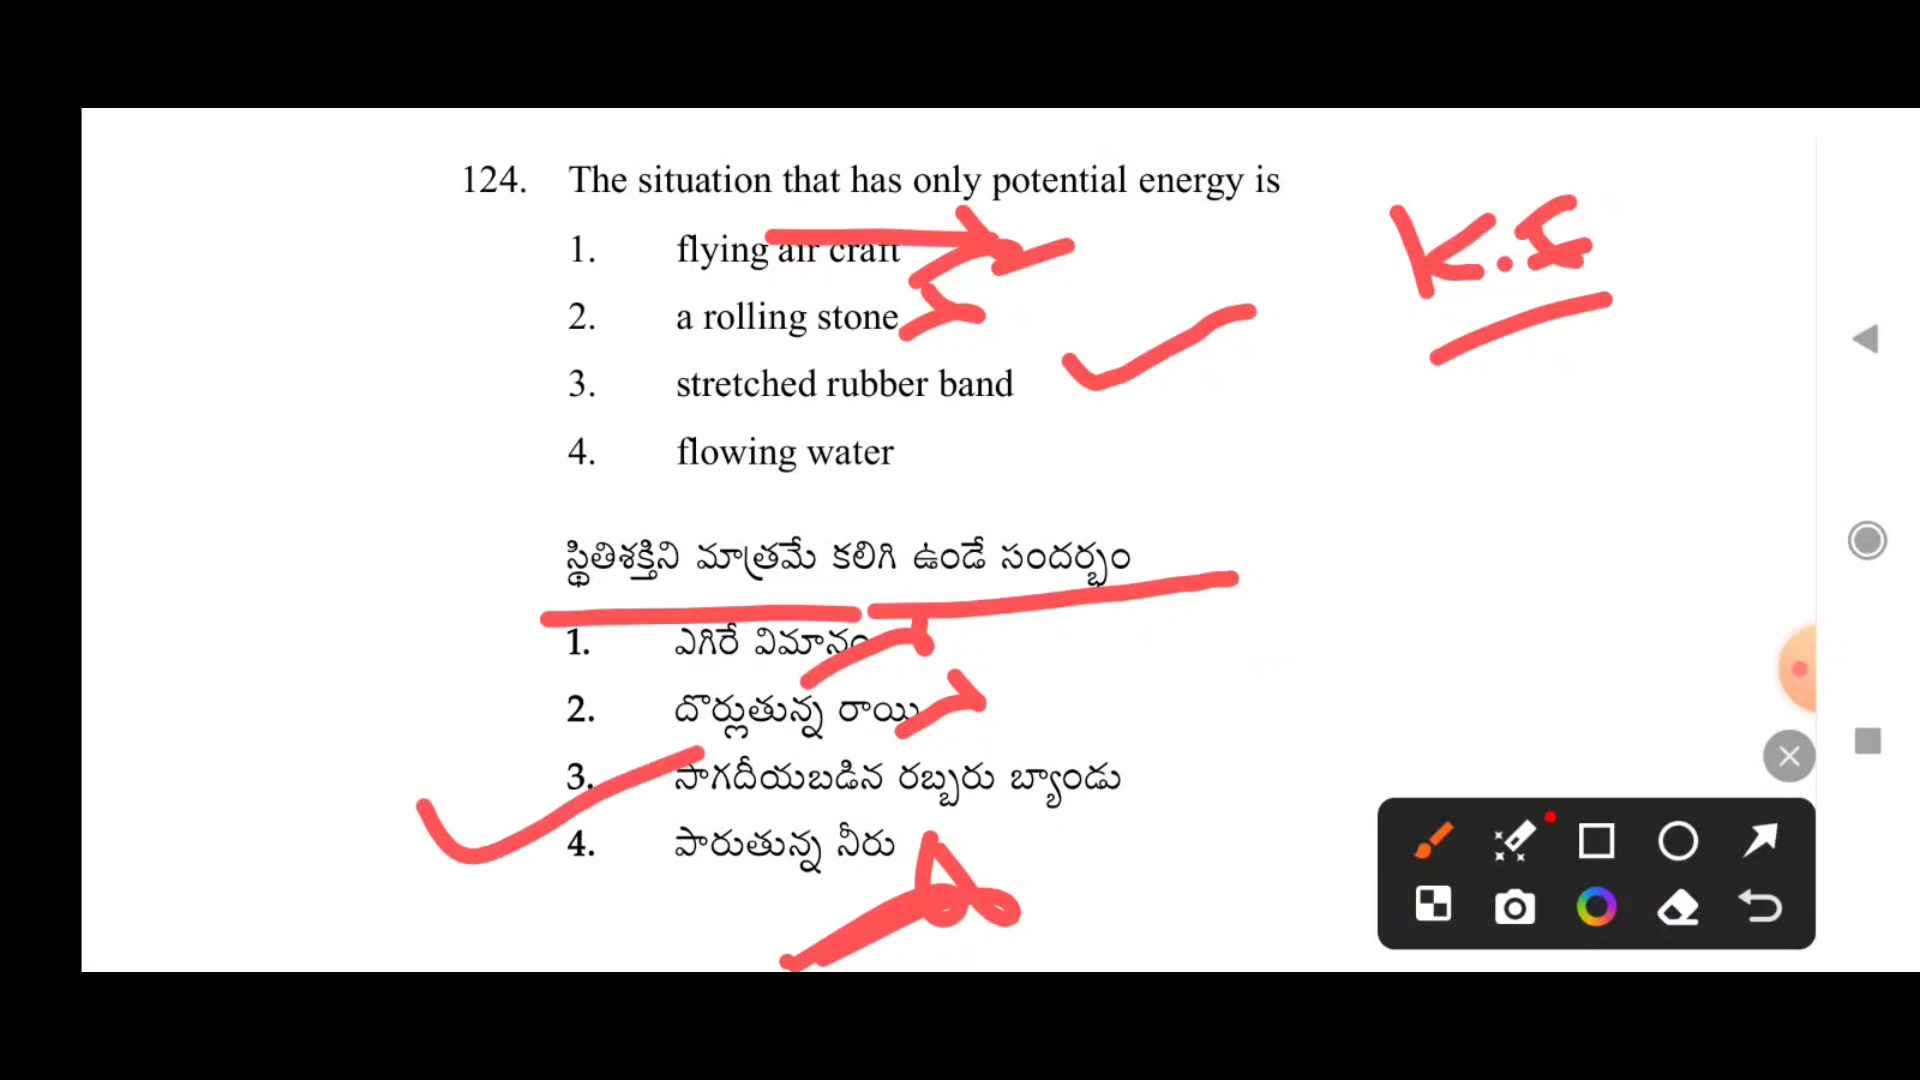 124. The situation that has only potential energy is
K.E
1. flying air craft
2. a rolling stone
3. stretched rubber band
4. flowing water
స్థితిశక్తిని మాత్రమే కలిగి ఉండే సందర్భం
1. ఎగిరే విమానం
2. దొర్లుతున్న రాయి
3. సాగదీయబడిన రబ్బరు బ్యాండు
4. పారుతున్న నీరు